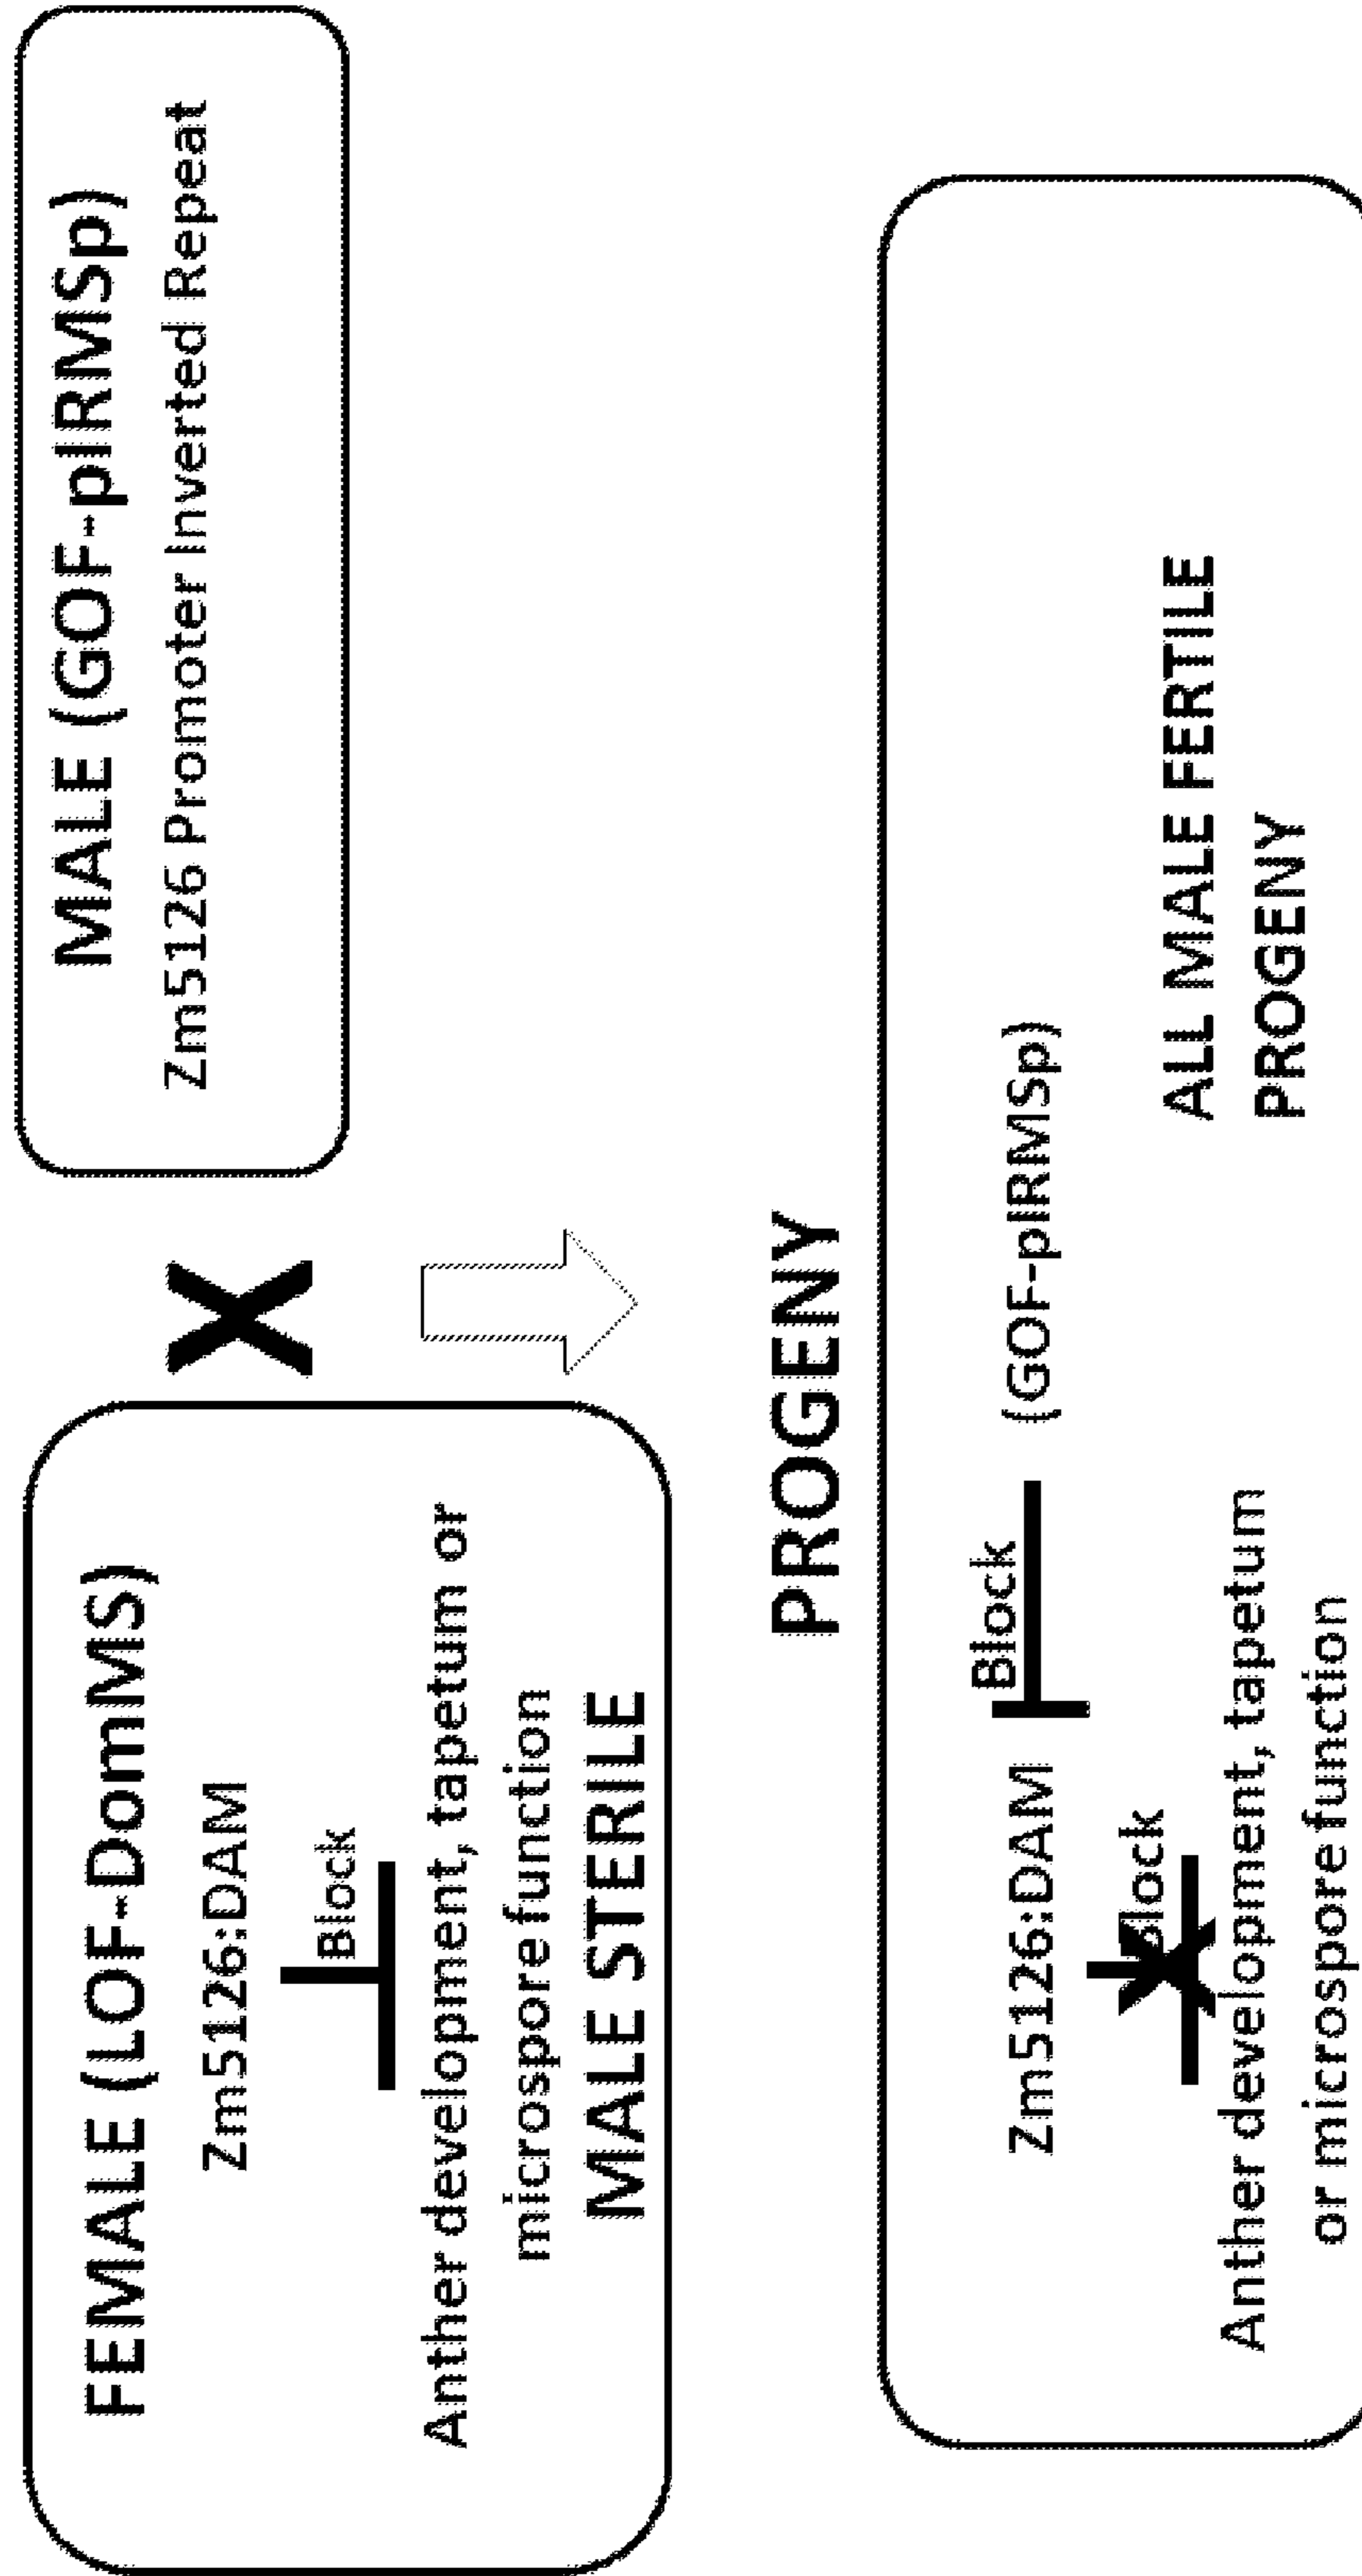 FEMALE (LOF-DomMS)
Zm5126:DAM
Block
Anther development, tapetum or
microspore function
MALE STERILE
X
MALE (GOF-pIRMSp)
Zm5126 Promoter Inverted Repeat
PROGENY
Zm5126:DAM
Block
(GOF-pIRMSp)
Block
Anther development, tapetum
or microspore function
ALL MALE FERTILE
PROGENY